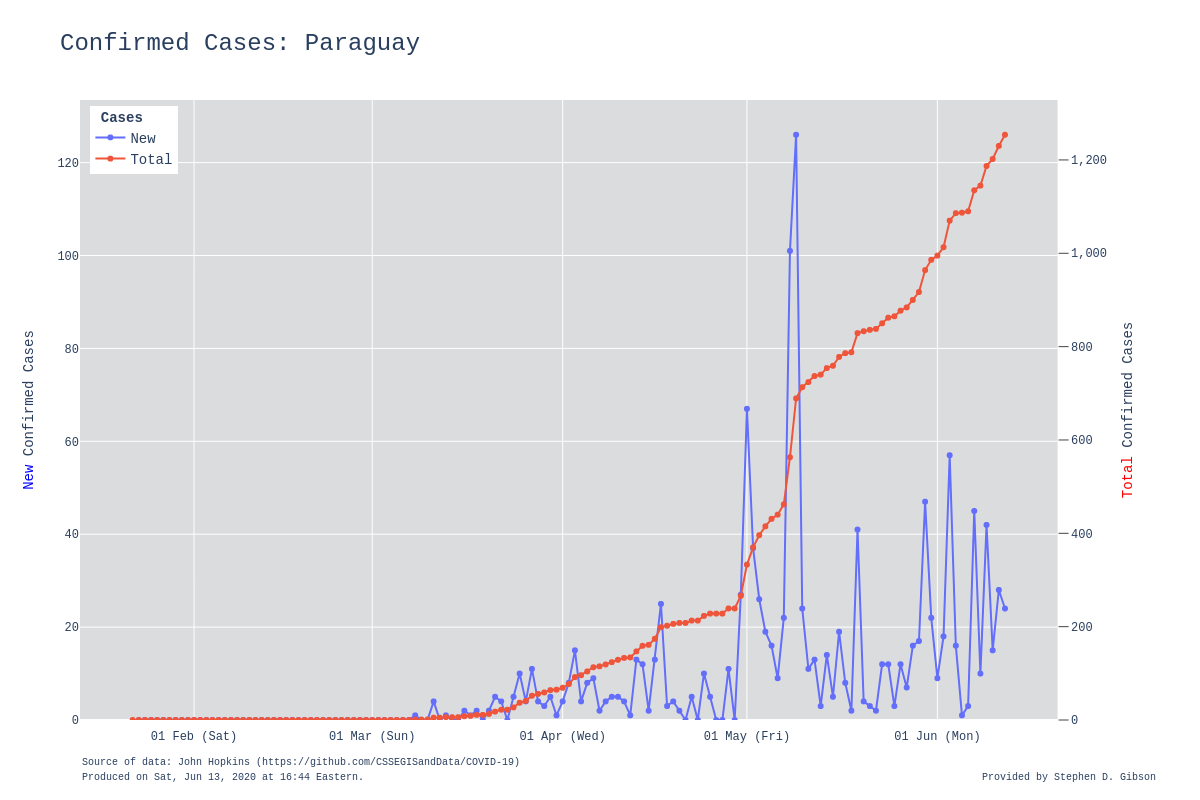 Confirmed Cases: Paraguay
Cases
New
Total
120
100
80
60
40
20
0
1,200
1,000
800
600
400
200
0
New Confirmed Cases
Total Confirmed Cases
01 Feb (Sat)
01 Mar (Sun)
01 Apr (Wed)
01 May (Fri)
01 Jun (Mon)
Source of data: John Hopkins (https://github.com/CSSEGISandData/COVID-19)
Produced on Sat, Jun 13, 2020 at 16:44 Eastern.
Provided by Stephen D. Gibson